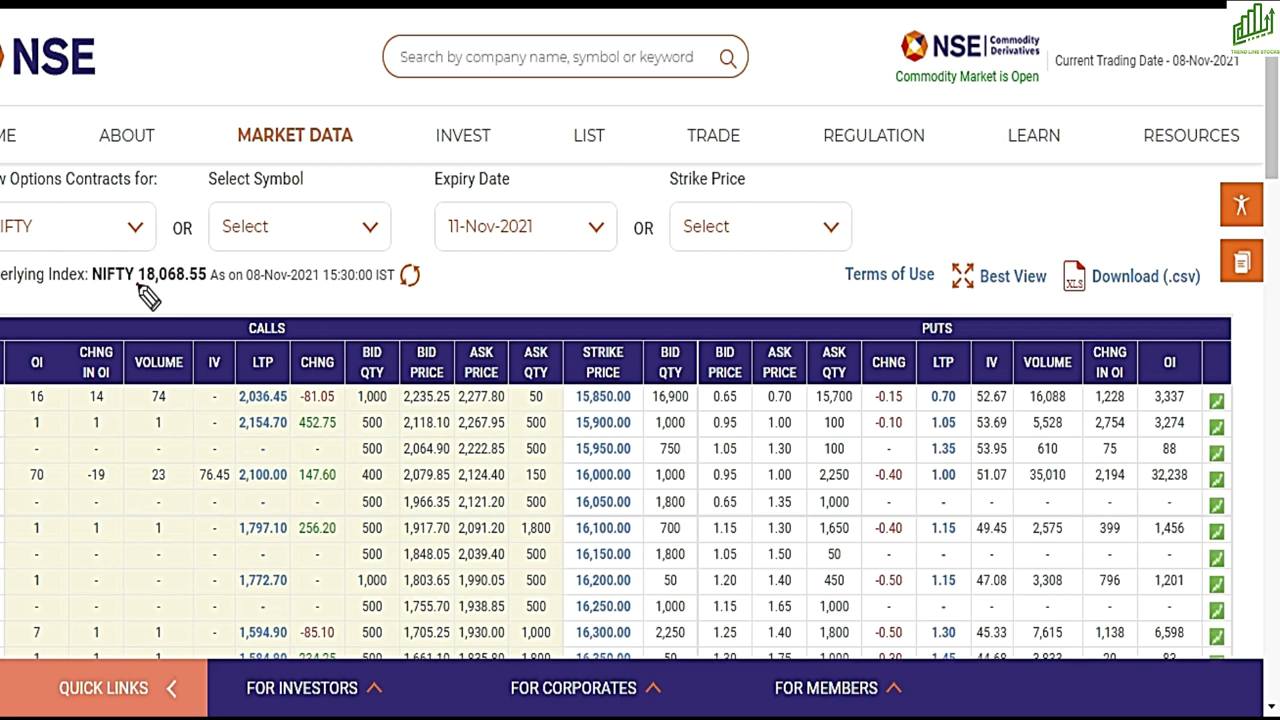 NSE
Search by company name, symbol or keyword
NSE Commodity Derivatives
Commodity Market is Open
Current Trading Date - 08-Nov-2021
TREND LINE STOCKS
ME ABOUT MARKET DATA INVEST LIST TRADE REGULATION LEARN RESOURCES
w Options Contracts for: Select Symbol Expiry Date Strike Price
IFTY OR Select 11-Nov-2021 OR Select
erlying Index: NIFTY 18,068.55 As on 08-Nov-2021 15:30:00 IST Terms of Use Best View XLS Download (.csv)
CALLS PUTS
OI CHNG IN OI VOLUME IV LTP CHNG BID QTY BID PRICE ASK PRICE ASK QTY STRIKE PRICE BID QTY BID PRICE ASK PRICE ASK QTY CHNG LTP IV VOLUME CHNG IN OI OI
16 14 74 - 2,036.45 -81.05 1,000 2,235.25 2,277.80 50 15,850.00 16,900 0.65 0.70 15,700 -0.15 0.70 52.67 16,088 1,228 3,337
1 1 1 - 2,154.70 452.75 500 2,118.10 2,267.95 500 15,900.00 1,000 0.95 1.00 100 -0.10 1.05 53.69 5,528 2,754 3,274
- - - - - - 500 2,064.90 2,222.85 500 15,950.00 750 1.05 1.30 100 - 1.35 53.95 610 75 88
70 -19 23 76.45 2,100.00 147.60 400 2,079.85 2,124.40 150 16,000.00 1,000 0.95 1.00 2,250 -0.40 1.00 51.07 35,010 2,194 32,238
- - - - - - 500 1,966.35 2,121.20 500 16,050.00 1,800 0.65 1.35 1,000 - - - - - -
1 1 1 - 1,797.10 256.20 500 1,917.70 2,091.20 1,800 16,100.00 700 1.15 1.30 1,650 -0.40 1.15 49.45 2,575 399 1,456
- - - - - - 500 1,848.05 2,039.40 500 16,150.00 1,800 1.05 1.50 50 - - - - - -
1 - - - 1,772.70 - 1,000 1,803.65 1,990.05 500 16,200.00 50 1.20 1.40 450 -0.50 1.15 47.08 3,308 796 1,201
- - - - - - 500 1,755.70 1,938.85 500 16,250.00 1,000 1.15 1.65 1,000 - - - - - -
7 1 1 - 1,594.90 -85.10 500 1,705.25 1,930.00 1,000 16,300.00 2,250 1.25 1.40 1,800 -0.50 1.30 45.33 7,615 1,138 6,598
QUICK LINKS FOR INVESTORS FOR CORPORATES FOR MEMBERS